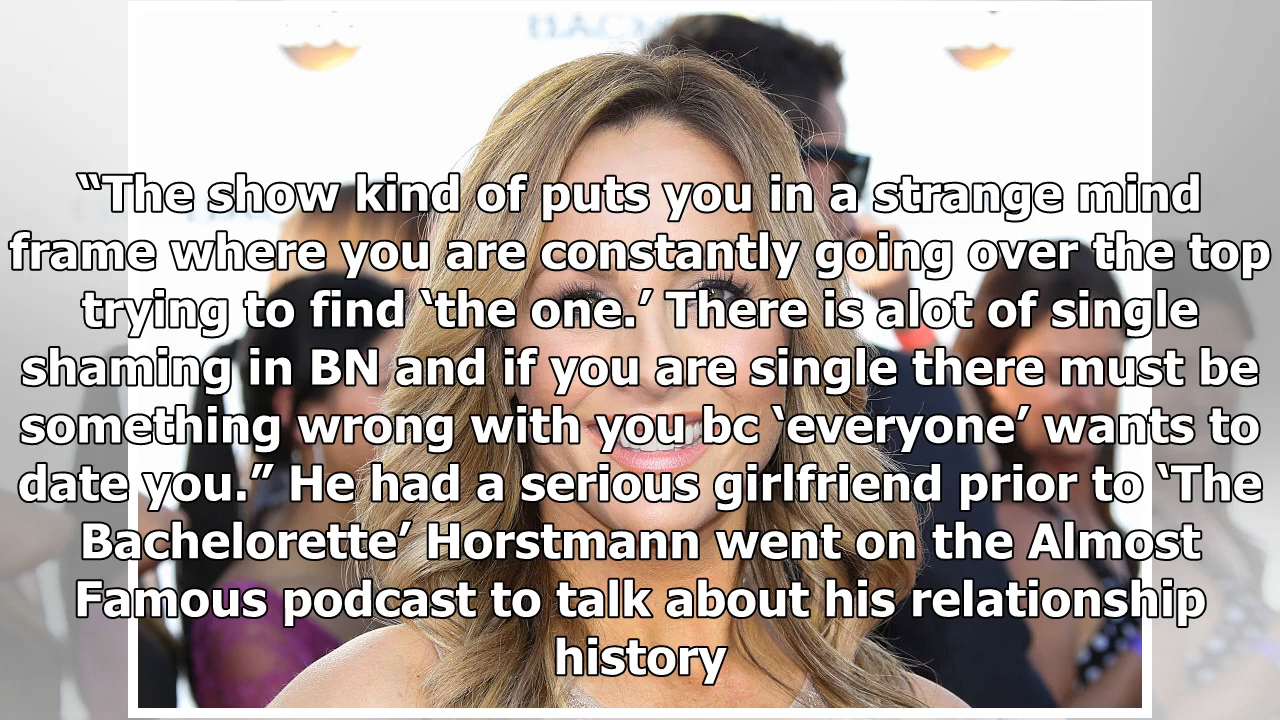 BACHELOR
“The show kind of puts you in a strange mind
frame where you are constantly going over the top
trying to find ‘the one.’ There is alot of single
shaming in BN and if you are single there must be
something wrong with you bc ‘everyone’ wants to
date you.” He had a serious girlfriend prior to ‘The
Bachelorette’ Horstmann went on the Almost
Famous podcast to talk about his relationship
history